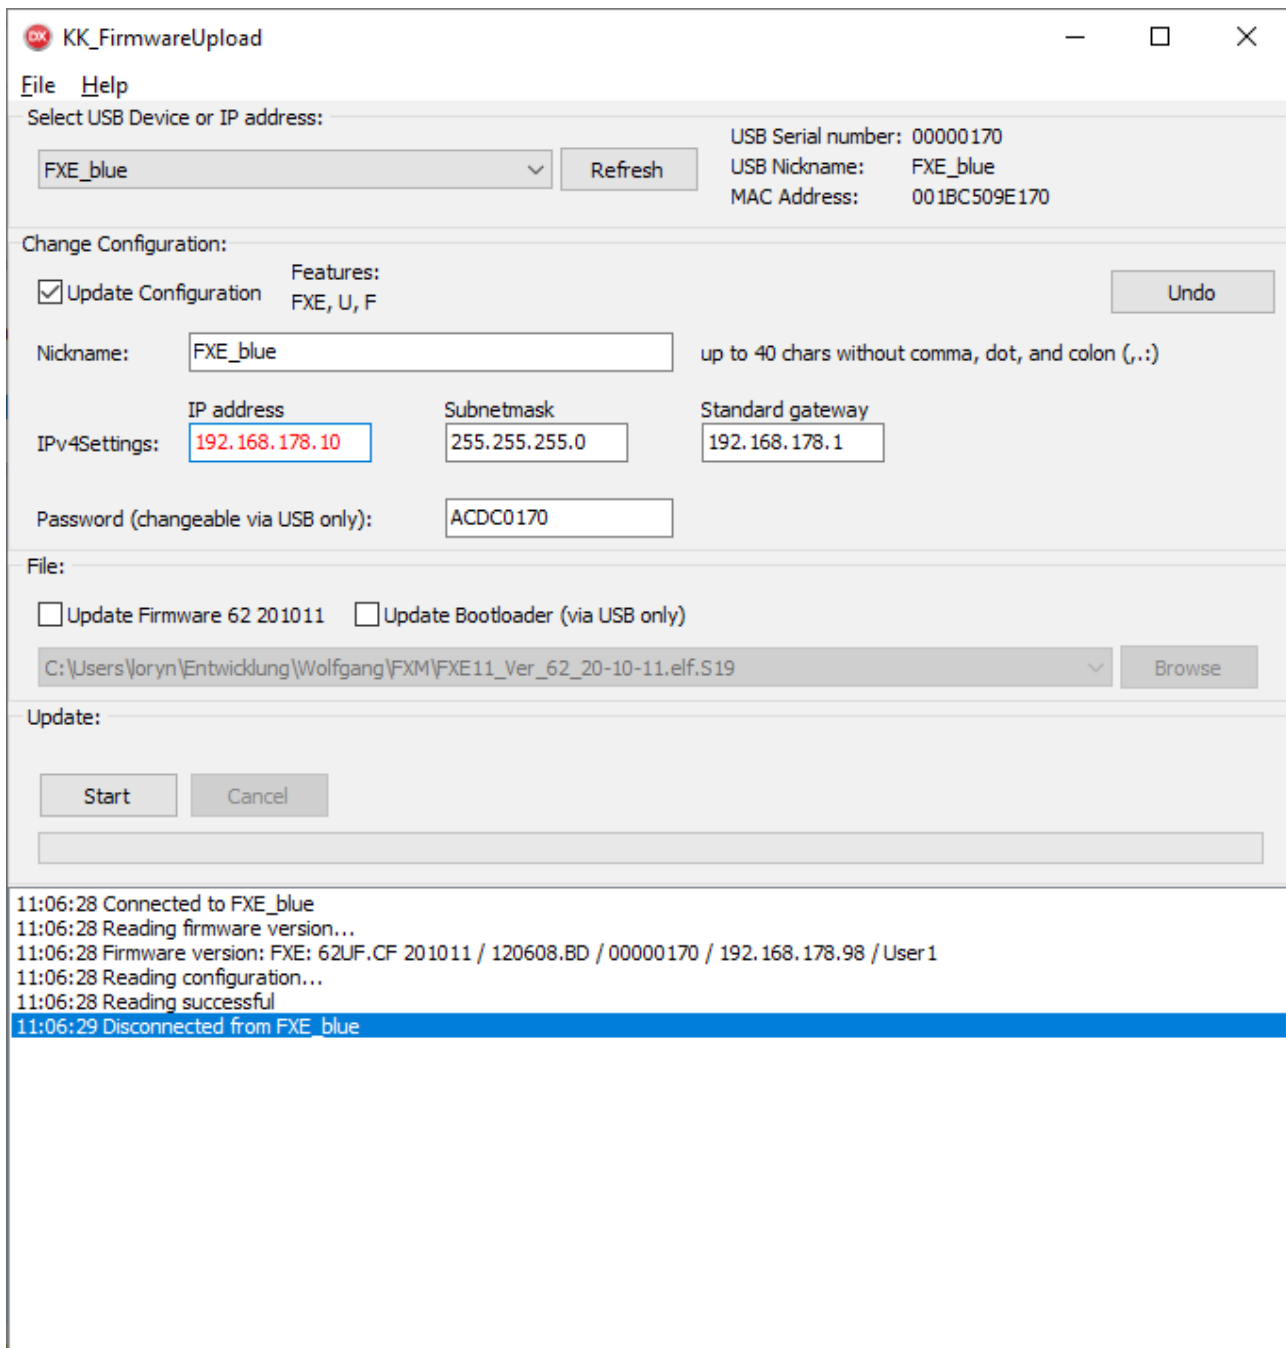 KK_FirmwareUpload
File Help
Select USB Device or IP address:
FXE_blue Refresh
USB Serial number: 00000170
USB Nickname: FXE_blue
MAC Address: 001BC509E170
Change Configuration:
Update Configuration
Features:
FXE, U, F
Undo
Nickname: FXE_blue up to 40 chars without comma, dot, and colon (,.:)
IP address Subnetmask Standard gateway
IPv4Settings: 192.168.178.10 255.255.255.0 192.168.178.1
Password (changeable via USB only): ACDC0170
File:
Update Firmware 62 201011 Update Bootloader (via USB only)
C:\Users\loryn\Entwicklung\Wolfgang\FXM\FXE11_Ver_62_20-10-11.elf.S19 Browse
Update:
Start Cancel
11:06:28 Connected to FXE_blue
11:06:28 Reading firmware version...
11:06:28 Firmware version: FXE: 62UF.CF 201011 / 120608.BD / 00000170 / 192.168.178.98 / User1
11:06:28 Reading configuration...
11:06:28 Reading successful
11:06:29 Disconnected from FXE_blue